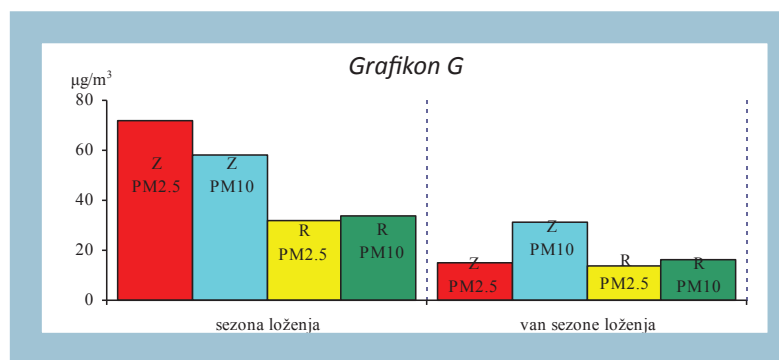 Grafikon G
µg/m³
80
60
40
20
0
Z
PM2.5
Z
PM10
R
PM2.5
R
PM10
Z
PM2.5
Z
PM10
R
PM2.5
R
PM10
sezona loženja
van sezone loženja